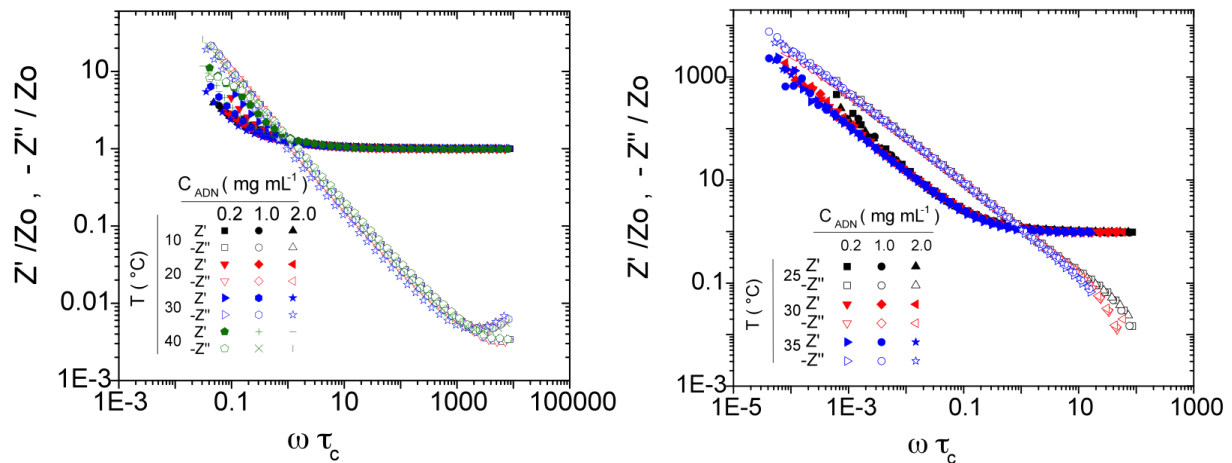 Z'/Zo , - Z'' / Zo
10
1
0.1
0.01
1E-3
1E-3 0.1 10 1000 100000
ω τc
C ADN ( mg mL⁻¹)
0.2 1.0 2.0
T ( °C)
10 Z'
-Z''
20 Z'
-Z''
30 Z'
-Z''
40 Z'
-Z''
Z' /Zo , - Z'' / Zo
1000
10
0.1
1E-3
1E-5 1E-3 0.1 10 1000
ω τc
C ADN ( mg mL⁻¹)
0.2 1.0 2.0
T ( °C)
25 Z'
-Z''
30 Z'
-Z''
35 Z'
-Z''